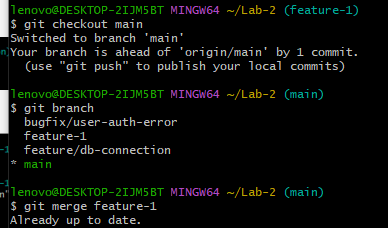 lenovo@DESKTOP-2IJM5BT MINGW64 ~/Lab-2 (feature-1)
$ git checkout main
Switched to branch 'main'
Your branch is ahead of 'origin/main' by 1 commit.
  (use "git push" to publish your local commits)

lenovo@DESKTOP-2IJM5BT MINGW64 ~/Lab-2 (main)
$ git branch
  bugfix/user-auth-error
  feature-1
  feature/db-connection
* main

lenovo@DESKTOP-2IJM5BT MINGW64 ~/Lab-2 (main)
$ git merge feature-1
Already up to date.